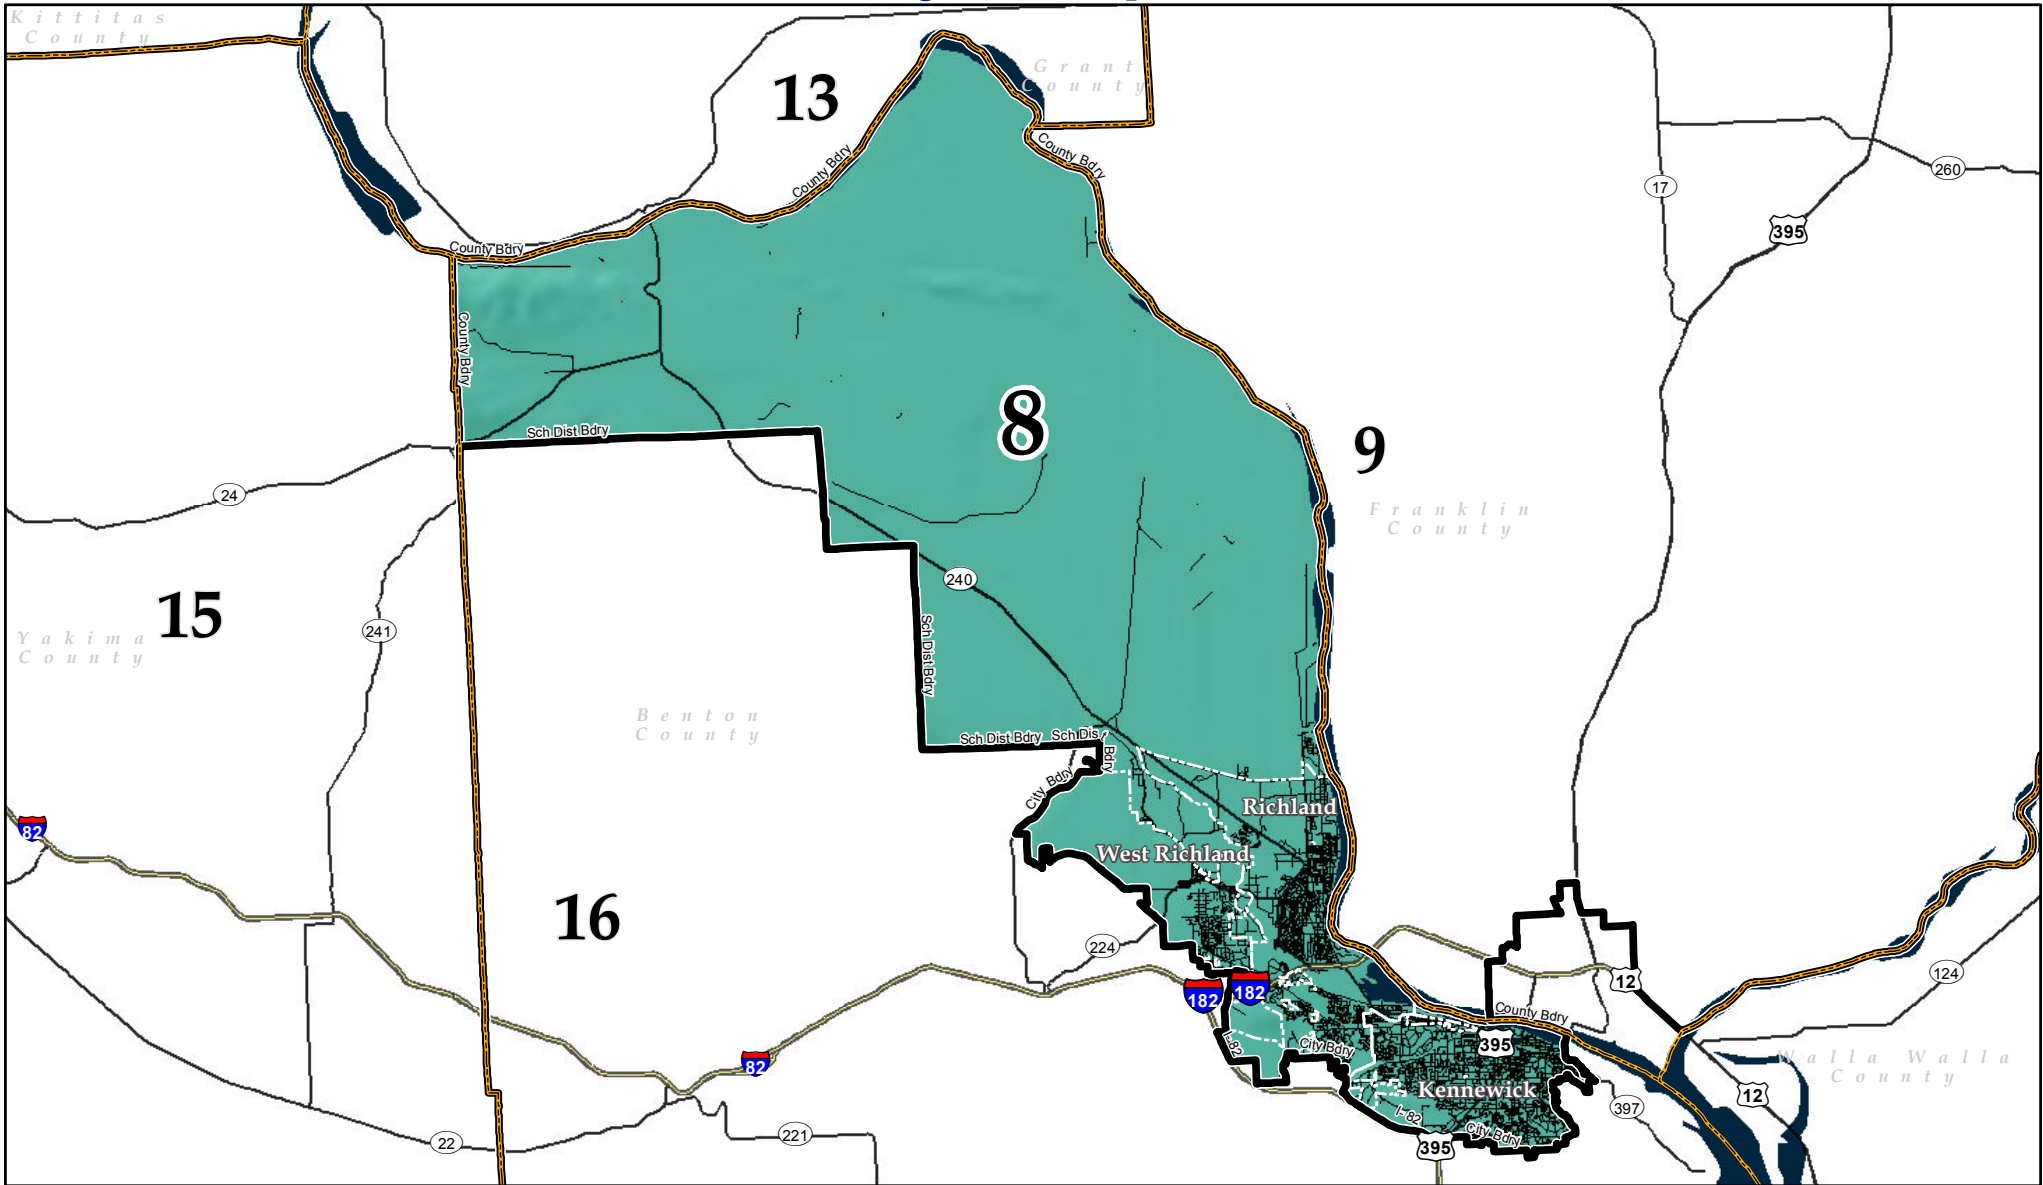 Kittitas
County
13
Grant
County
County Bdry
County Bdry
17
260
395
County Bdry
County Bdry
8
Sch Dist Bdry
9
24
Franklin
County
240
15
Yakima
County
241
Sch Dist Bdry
Benton
County
Sch Dist Bdry
Sch Dis
Bdry
City Bdry
Richland
82
West Richland
16
224
182
182
12
124
County Bdry
I-82
City Bdry
395
Walla Walla
County
82
Kennewick
12
I-82
397
City Bdry
22
221
395